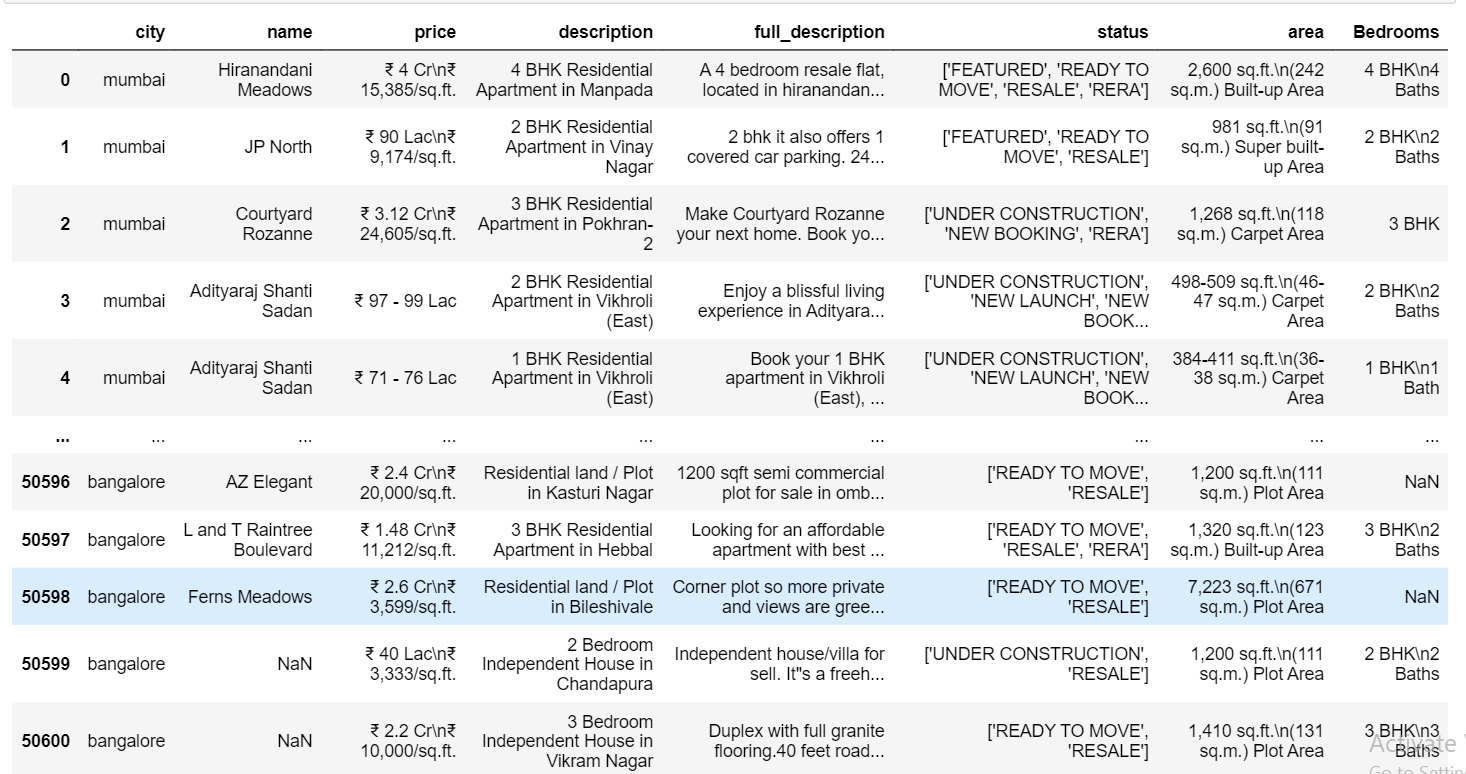 city name price description full_description status area Bedrooms
Hiranandani A 4 bedroom resale flat, ['FEATURED', 'READY TO 2,600 sq.ft.\n(242 4 BHK\n4
0 mumbai Meadows ₹ 4 Cr\n₹ 15,385/sq.ft. 4 BHK Residential Apartment in Manpada located in hiranandan... MOVE', 'RESALE', 'RERA'] sq.m.) Built-up Area Baths
1 mumbai JP North ₹ 90 Lac\n₹ 9,174/sq.ft. 2 BHK Residential Apartment in Vinay Nagar 2 bhk it also offers 1 covered car parking. 24... ['FEATURED', 'READY TO MOVE', 'RESALE'] 981 sq.ft.\n(91 sq.m.) Super built-up Area 2 BHK\n2 Baths
2 mumbai Courtyard Rozanne ₹ 3.12 Cr\n₹ 24,605/sq.ft. 3 BHK Residential Apartment in Pokhran-2 Make Courtyard Rozanne your next home. Book yo... ['UNDER CONSTRUCTION', 'NEW BOOKING', 'RERA'] 1,268 sq.ft.\n(118 sq.m.) Carpet Area 3 BHK
3 mumbai Adityaraj Shanti Sadan ₹ 97 - 99 Lac 2 BHK Residential Apartment in Vikhroli (East) Enjoy a blissful living experience in Adityara... ['UNDER CONSTRUCTION', 'NEW LAUNCH', 'NEW BOOK... 498-509 sq.ft.\n(46-47 sq.m.) Carpet Area 2 BHK\n2 Baths
4 mumbai Adityaraj Shanti Sadan ₹ 71 - 76 Lac 1 BHK Residential Apartment in Vikhroli (East) Book your 1 BHK apartment in Vikhroli (East), ... ['UNDER CONSTRUCTION', 'NEW LAUNCH', 'NEW BOOK... 384-411 sq.ft.\n(36-38 sq.m.) Carpet Area 1 BHK\n1 Bath
... ... ... ... ... ... ... ... ...
50596 bangalore AZ Elegant ₹ 2.4 Cr\n₹ 20,000/sq.ft. Residential land / Plot in Kasturi Nagar 1200 sqft semi commercial plot for sale in omb... ['READY TO MOVE', 'RESALE'] 1,200 sq.ft.\n(111 sq.m.) Plot Area NaN
50597 bangalore L and T Raintree Boulevard ₹ 1.48 Cr\n₹ 11,212/sq.ft. 3 BHK Residential Apartment in Hebbal Looking for an affordable apartment with best ... ['READY TO MOVE', 'RESALE', 'RERA'] 1,320 sq.ft.\n(123 sq.m.) Built-up Area 3 BHK\n2 Baths
50598 bangalore Ferns Meadows ₹ 2.6 Cr\n₹ 3,599/sq.ft. Residential land / Plot in Bileshivale Corner plot so more private and views are gree... ['READY TO MOVE', 'RESALE'] 7,223 sq.ft.\n(671 sq.m.) Plot Area NaN
50599 bangalore NaN ₹ 40 Lac\n₹ 3,333/sq.ft. 2 Bedroom Independent House in Chandapura Independent house/villa for sell. It"s a freeh... ['UNDER CONSTRUCTION', 'RESALE'] 1,200 sq.ft.\n(111 sq.m.) Plot Area 2 BHK\n2 Baths
50600 bangalore NaN ₹ 2.2 Cr\n₹ 10,000/sq.ft. 3 Bedroom Independent House in Vikram Nagar Duplex with full granite flooring.40 feet road... ['READY TO MOVE', 'RESALE'] 1,410 sq.ft.\n(131 sq.m.) Plot Area 3 BHK\n3 Baths
Activate
Go to